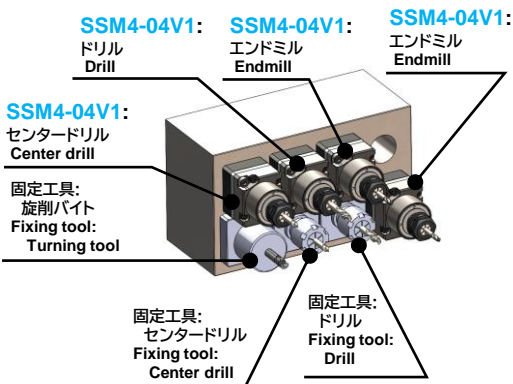 SSM4-04V1:
ドリル
Drill
SSM4-04V1:
エンドミル
Endmill
SSM4-04V1:
エンドミル
Endmill
SSM4-04V1:
センタードリル
Center drill
固定工具:
旋削バイト
Fixing tool:
Turning tool
固定工具:
センタードリル
Fixing tool:
Center drill
固定工具:
ドリル
Fixing tool:
Drill